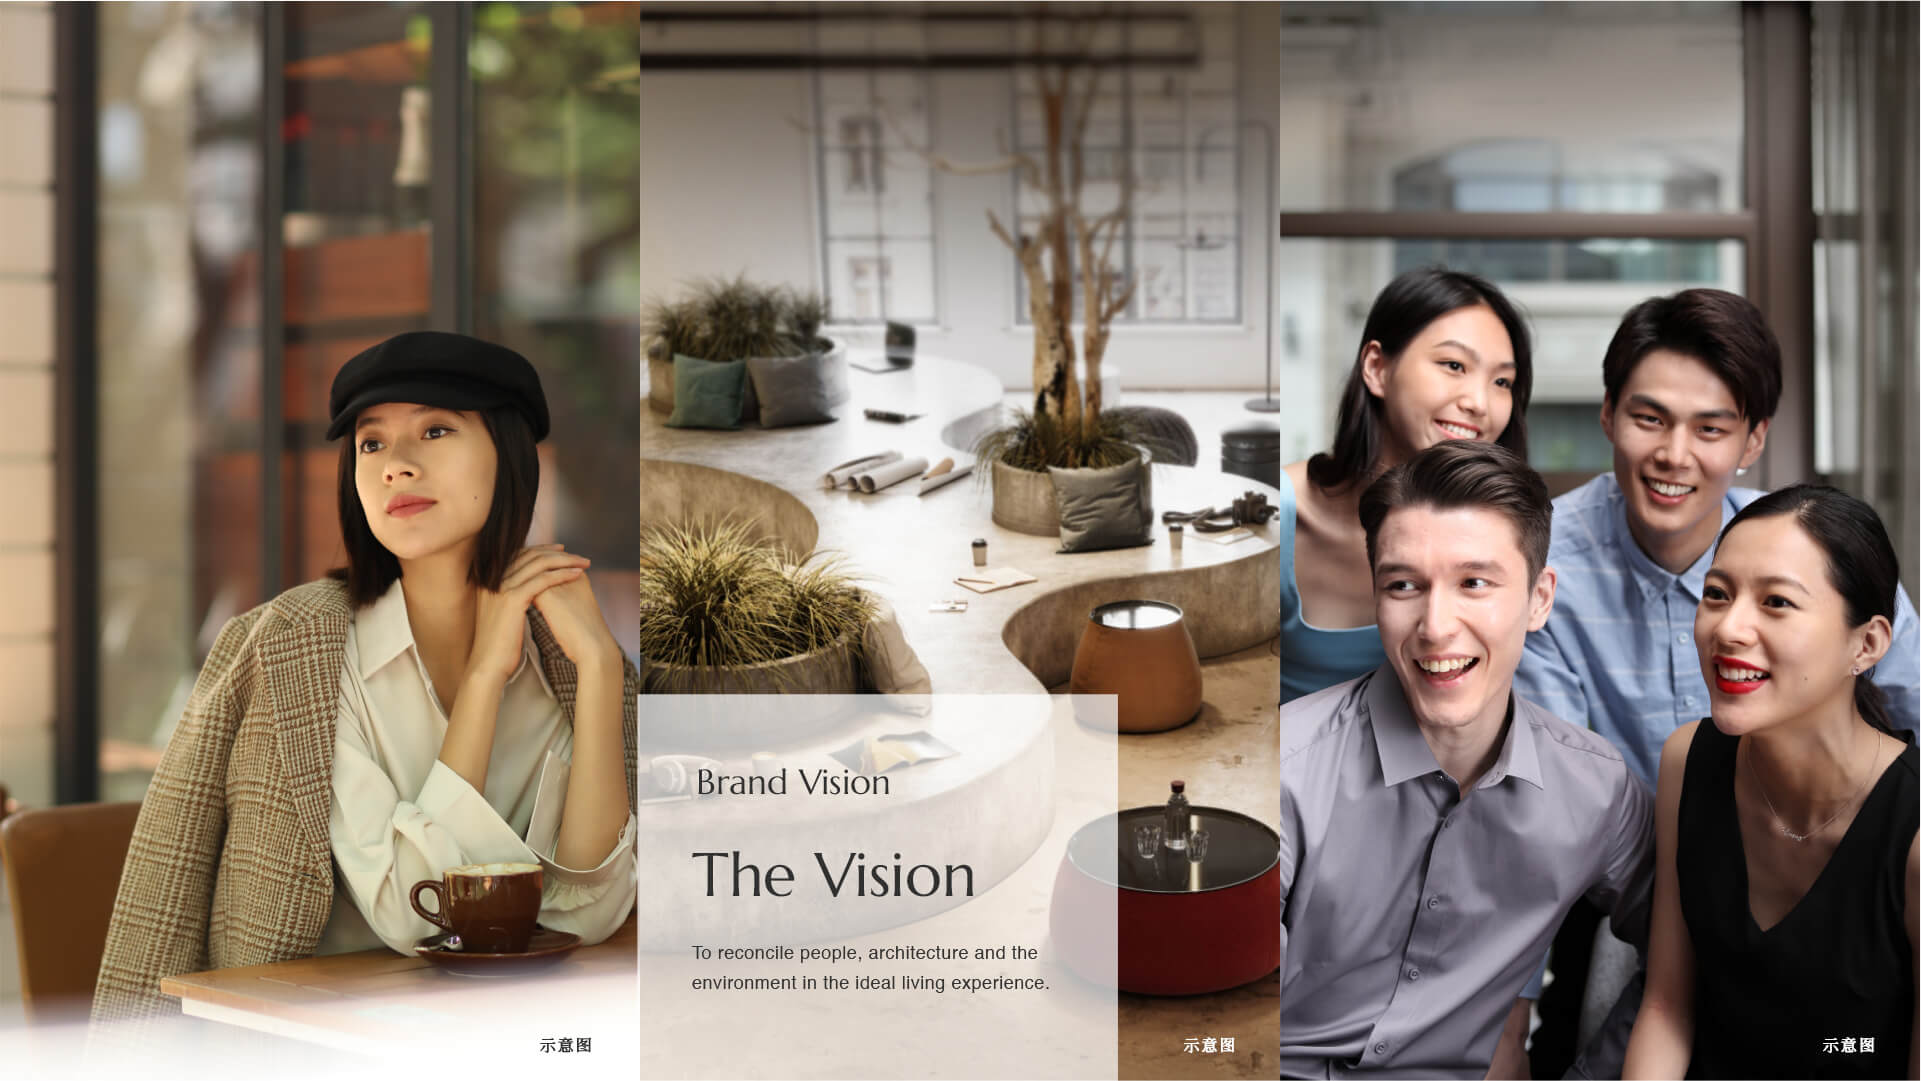 Brand Vision
The Vision
To reconcile people, architecture and the
environment in the ideal living experience.
示意图
示意图
示意图